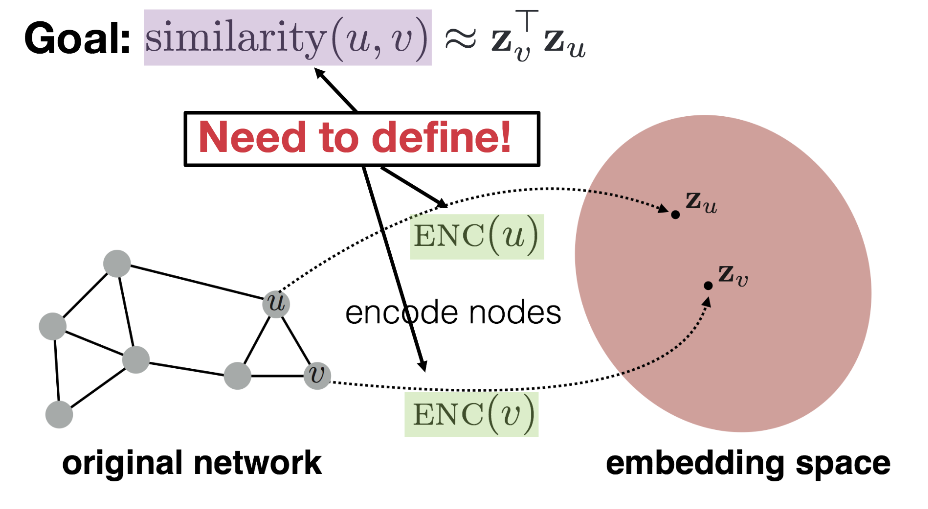 Goal: similarity(u, v) ≈ z_v^⊤ z_u
Need to define!
z_u
ENC(u)
z_v
u
encode nodes
v
ENC(v)
original network
embedding space